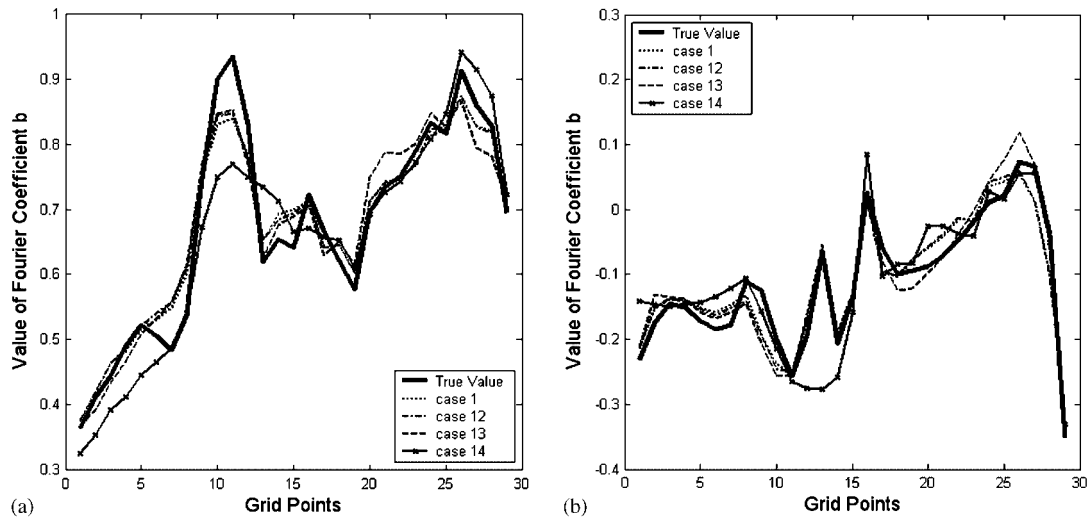 Value of Fourier Coefficient b
1
0.9
0.8
0.7
0.6
0.5
0.4
0.3
0 5 10 15 20 25 30
Grid Points
True Value
case 1
case 12
case 13
case 14
(a)
Value of Fourier Coefficient b
0.3
0.2
0.1
0
-0.1
-0.2
-0.3
-0.4
0 5 10 15 20 25 30
Grid Points
True Value
case 1
case 12
case 13
case 14
(b)